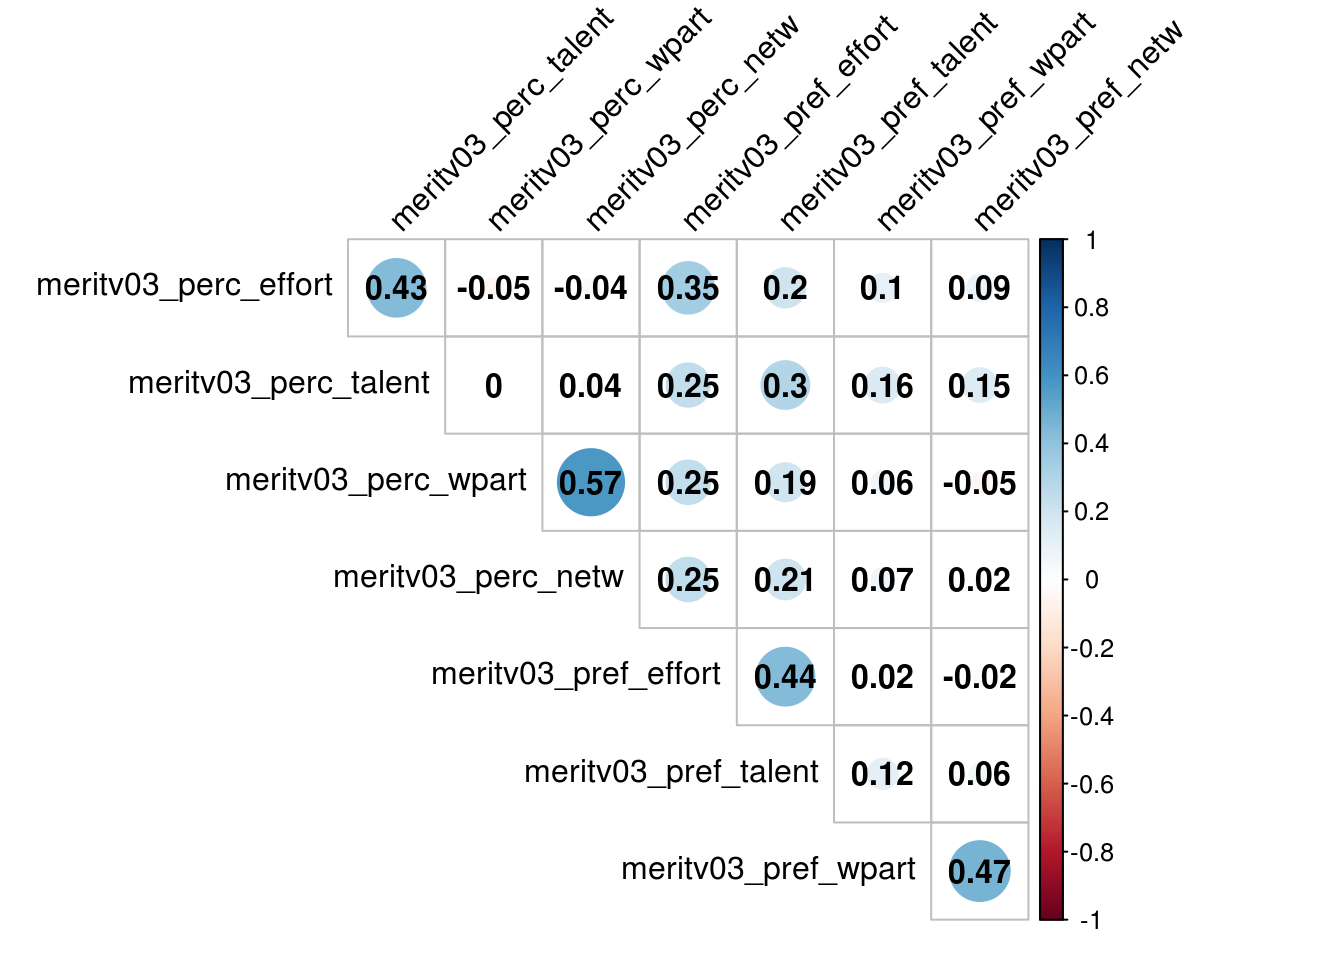 meritv03_perc_talent
meritv03_perc_wpart
meritv03_perc_netw
meritv03_pref_effort
meritv03_pref_talent
meritv03_pref_wpart
meritv03_pref_netw
meritv03_perc_effort 0.43 -0.05 -0.04 0.35 0.2 0.1 0.09
meritv03_perc_talent 0 0.04 0.25 0.3 0.16 0.15
meritv03_perc_wpart 0.57 0.25 0.19 0.06 -0.05
meritv03_perc_netw 0.25 0.21 0.07 0.02
meritv03_pref_effort 0.44 0.02 -0.02
meritv03_pref_talent 0.12 0.06
meritv03_pref_wpart 0.47
1
0.8
0.6
0.4
0.2
0
-0.2
-0.4
-0.6
-0.8
-1